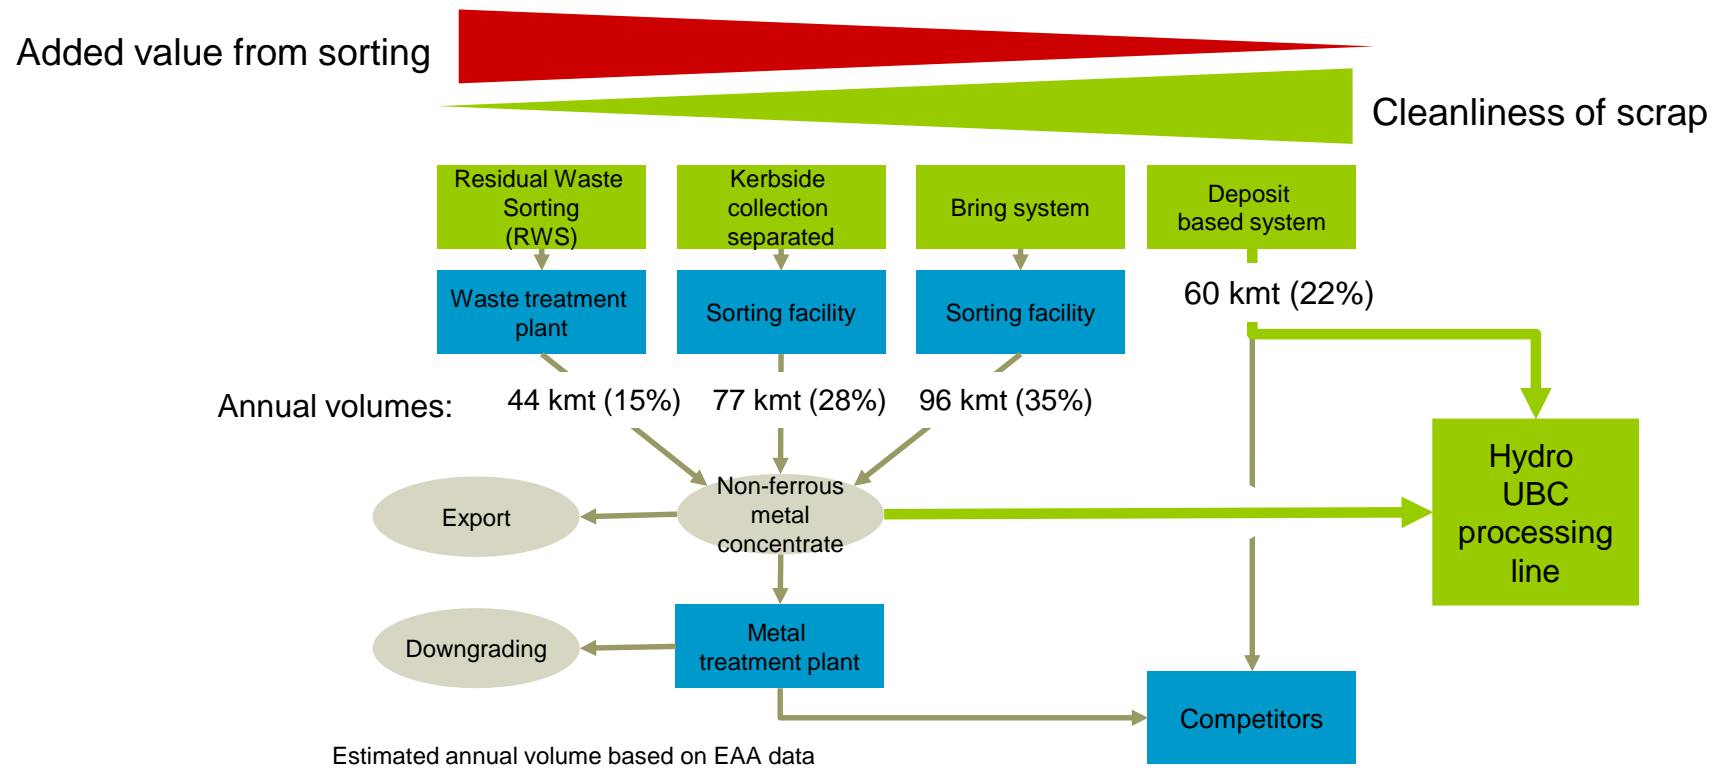 Added value from sorting
Cleanliness of scrap
Residual Waste
Sorting
(RWS)
Kerbside
collection
separated
Bring system
Deposit
based system
Waste treatment
plant
Sorting facility
Sorting facility
60 kmt (22%)
Annual volumes:
44 kmt (15%)
77 kmt (28%)
96 kmt (35%)
Hydro
UBC
processing
line
Export
Non-ferrous
metal
concentrate
Downgrading
Metal
treatment plant
Competitors
Estimated annual volume based on EAA data